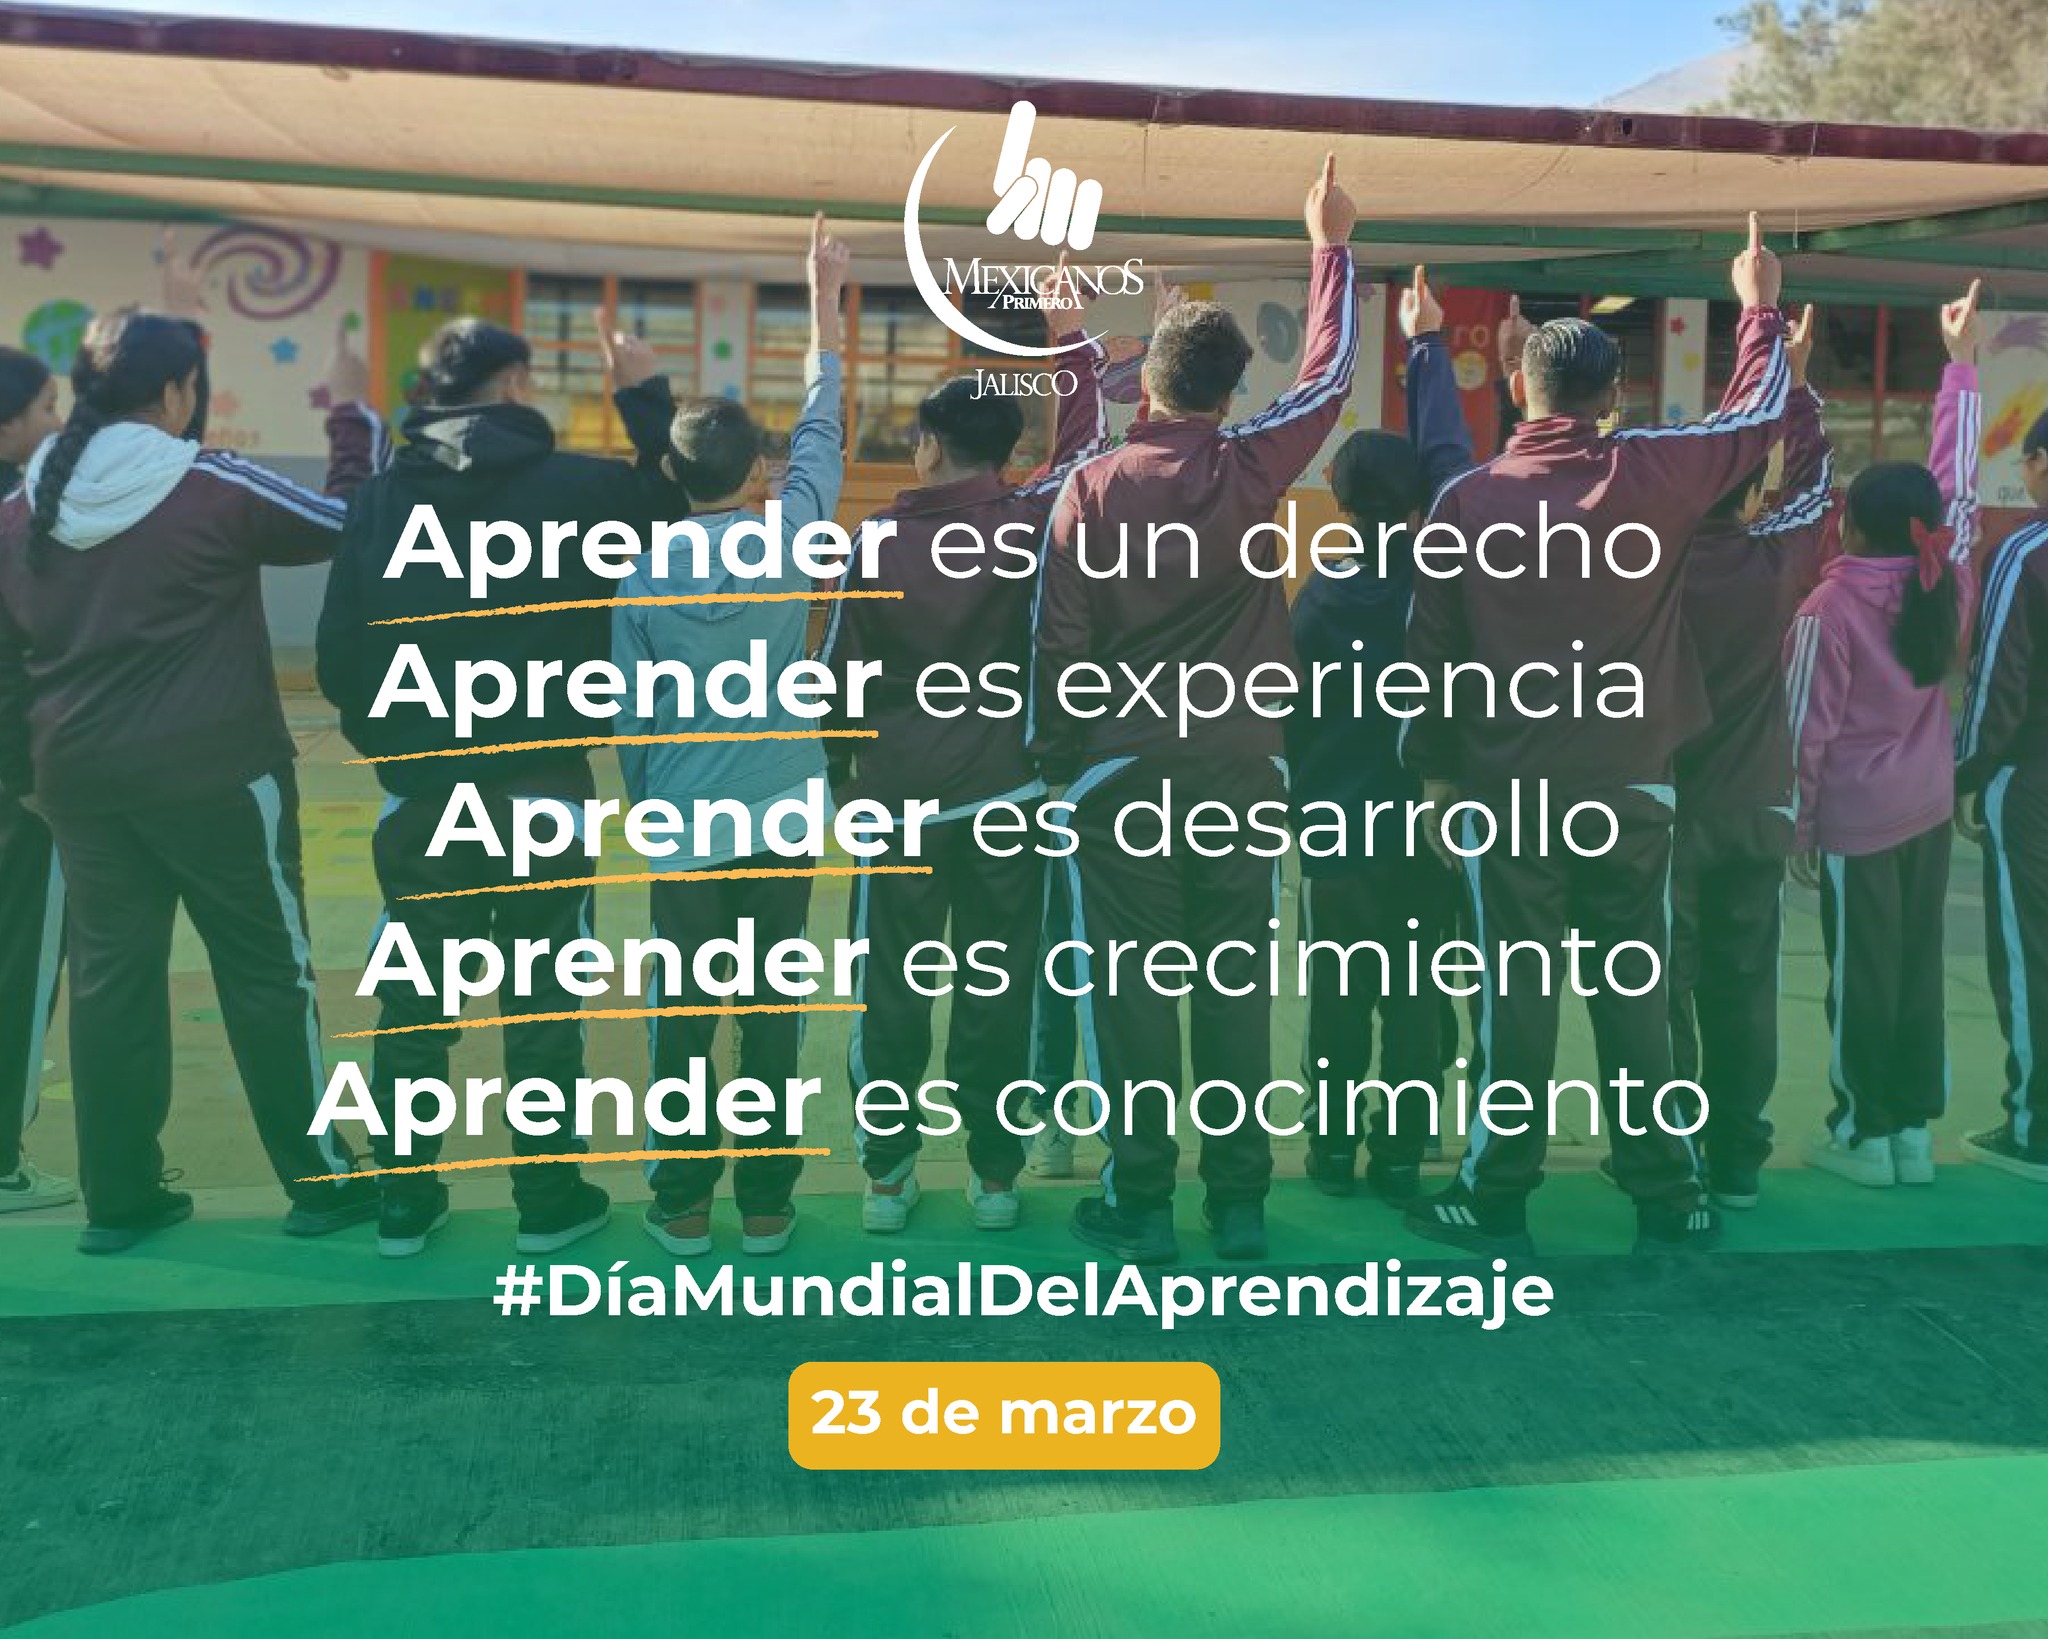 MEXICANOS
PRIMERO
JALISCO
Aprender es un derecho
Aprender es experiencia
Aprender es desarrollo
Aprender es crecimiento
Aprender es conocimiento
#DíaMundialDelAprendizaje
23 de marzo